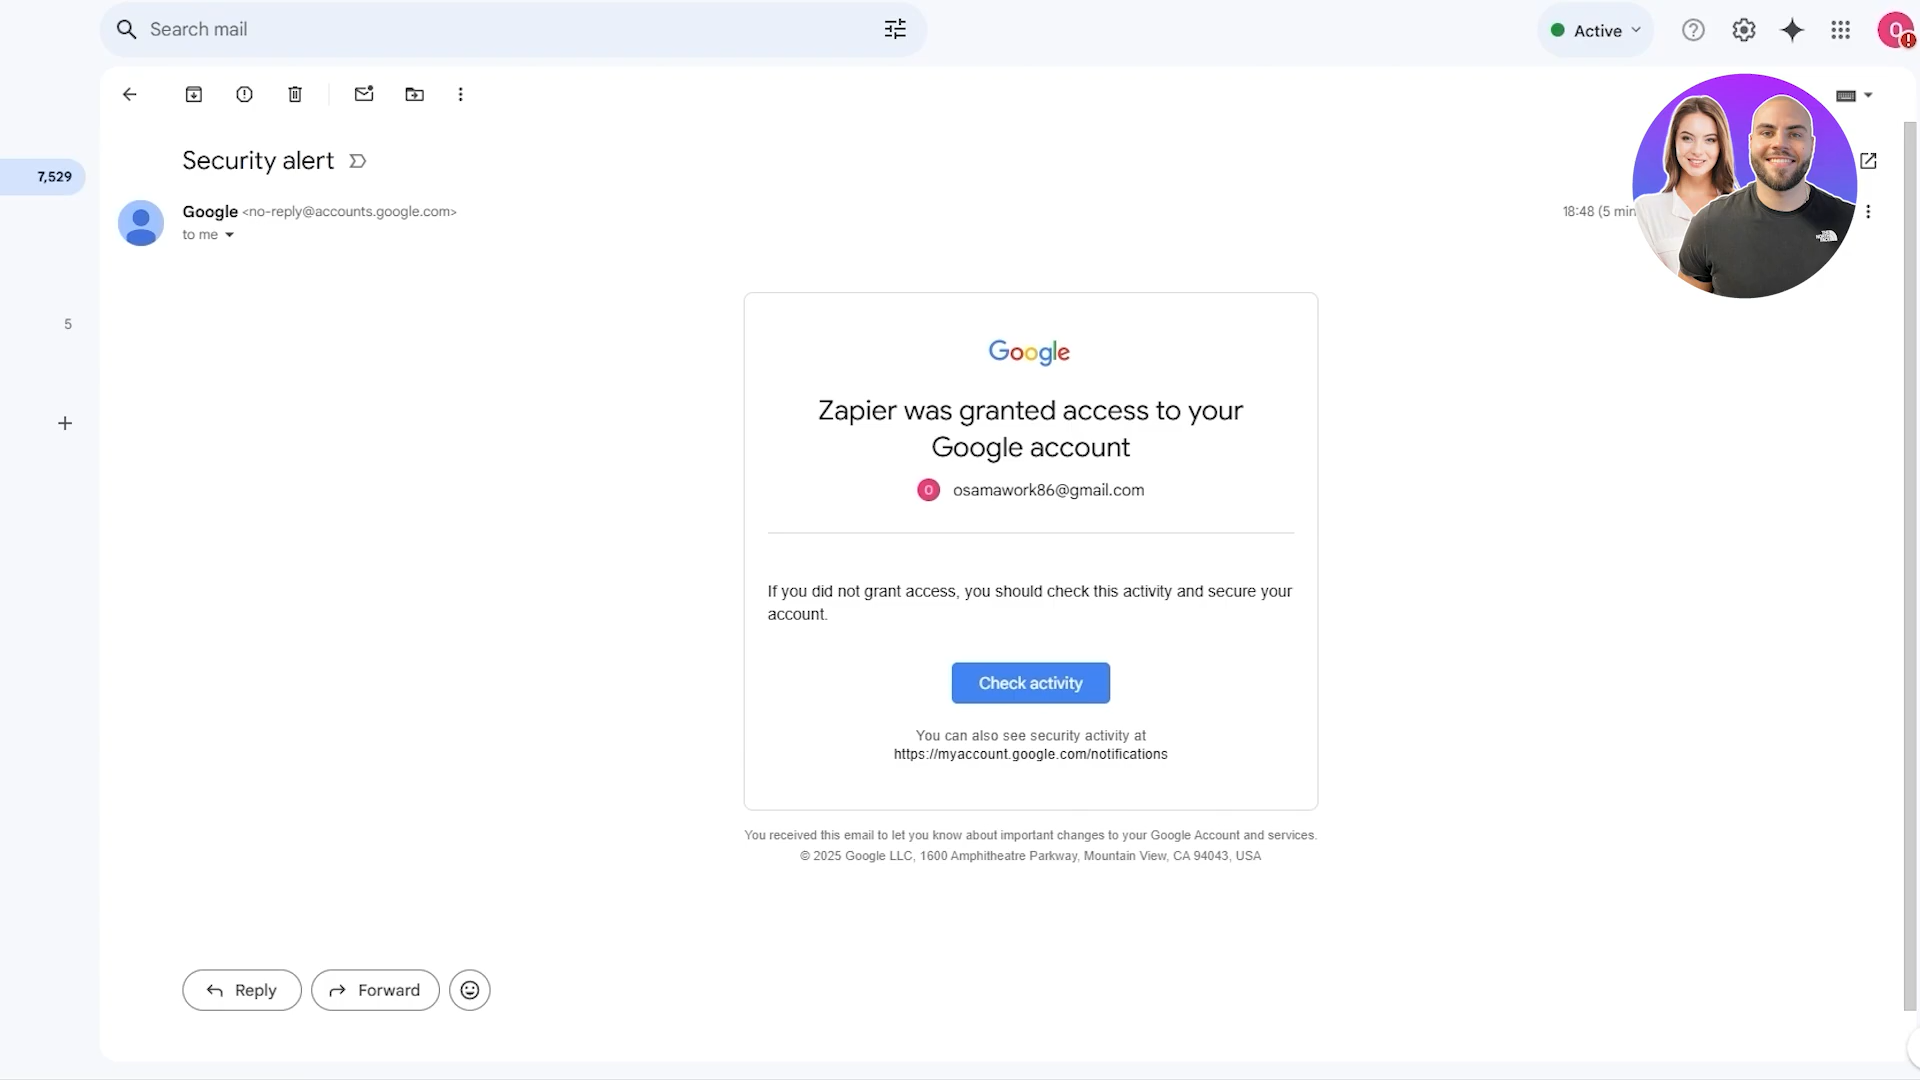 Search mail
Active
O
7,529
Security alert
Google <no-reply@accounts.google.com>
18:48 (5 min
to me
5
THE NORTH FACE
Google
Zapier was granted access to your
Google account
O osamawork86@gmail.com
If you did not grant access, you should check this activity and secure your
account.
Check activity
You can also see security activity at
https://myaccount.google.com/notifications
You received this email to let you know about important changes to your Google Account and services.
© 2025 Google LLC, 1600 Amphitheatre Parkway, Mountain View, CA 94043, USA
Reply
Forward